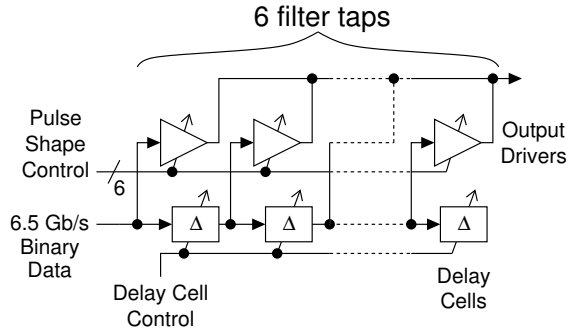 6 filter taps
Pulse
Shape
Control
6
Output
Drivers
6.5 Gb/s
Binary
Data
Δ
Δ
Δ
Delay Cell
Control
Delay
Cells